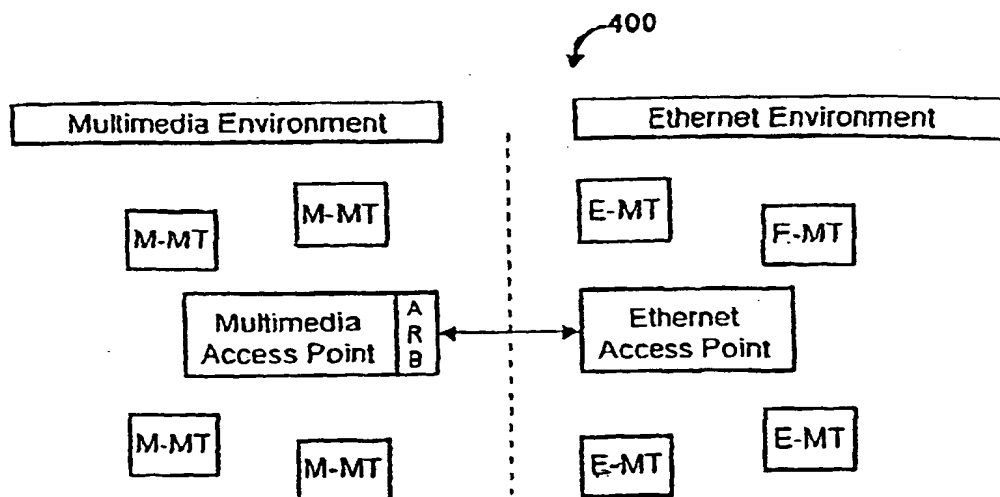 400
Multimedia Environment
Ethernet Environment
M-MT
M-MT
E-MT
E-MT
Multimedia
Access Point
A
R
B
Ethernet
Access Point
M-MT
M-MT
E-MT
E-MT